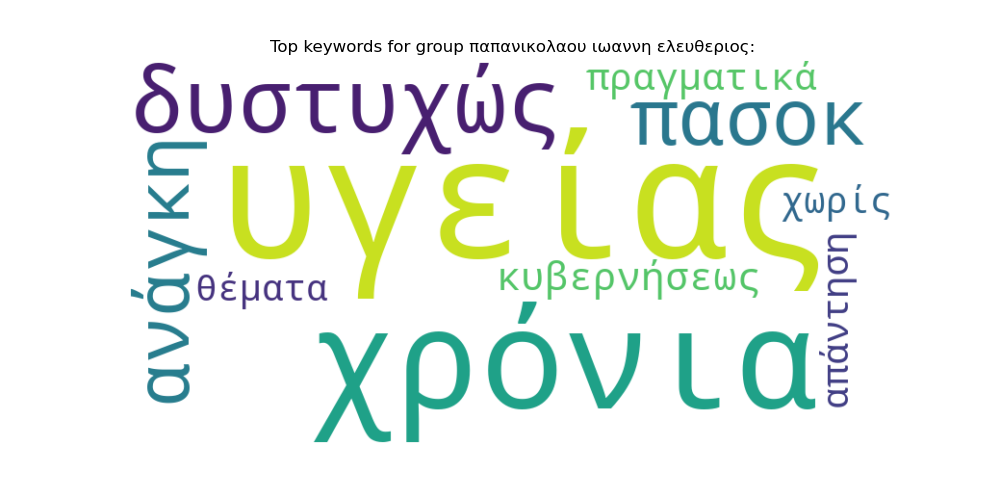 Top keywords for group παπανικολαου ιωαννη ελευθεριος:
δυστυχώς
πραγματικά
πασοκ
ανάγκη
υγείας
χωρίς
θέματα
κυβερνήσεως
απάντηση
χρόνια